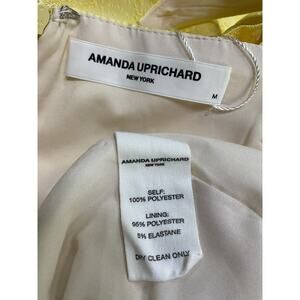 AMANDA UPRICHARD
NEW YORK
M
AMANDA UPRICHARD
NEW YORK
SELF:
100% POLYESTER
LINING:
95% POLYESTER
5% ELASTANE
DRY CLEAN ONLY